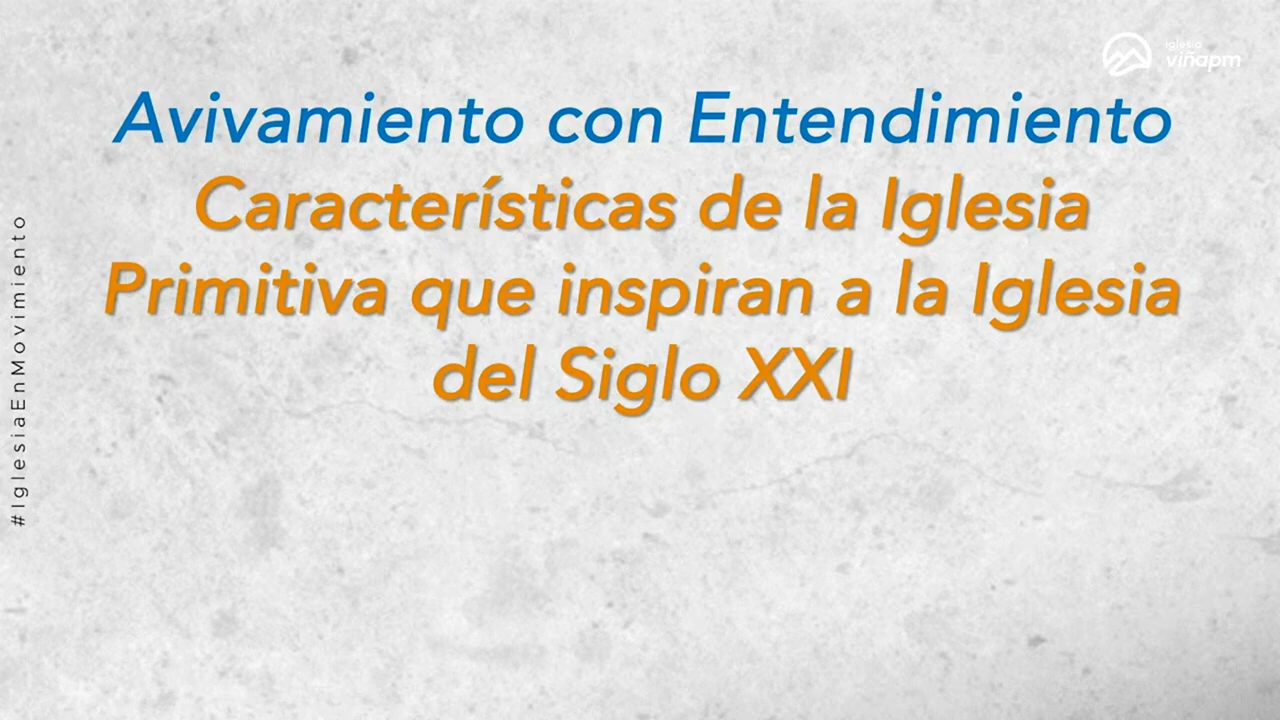 iglesia
viñapm
Avivamiento con Entendimiento
Características de la Iglesia
Primitiva que inspiran a la Iglesia
del Siglo XXI
#IglesiaEnMovimiento